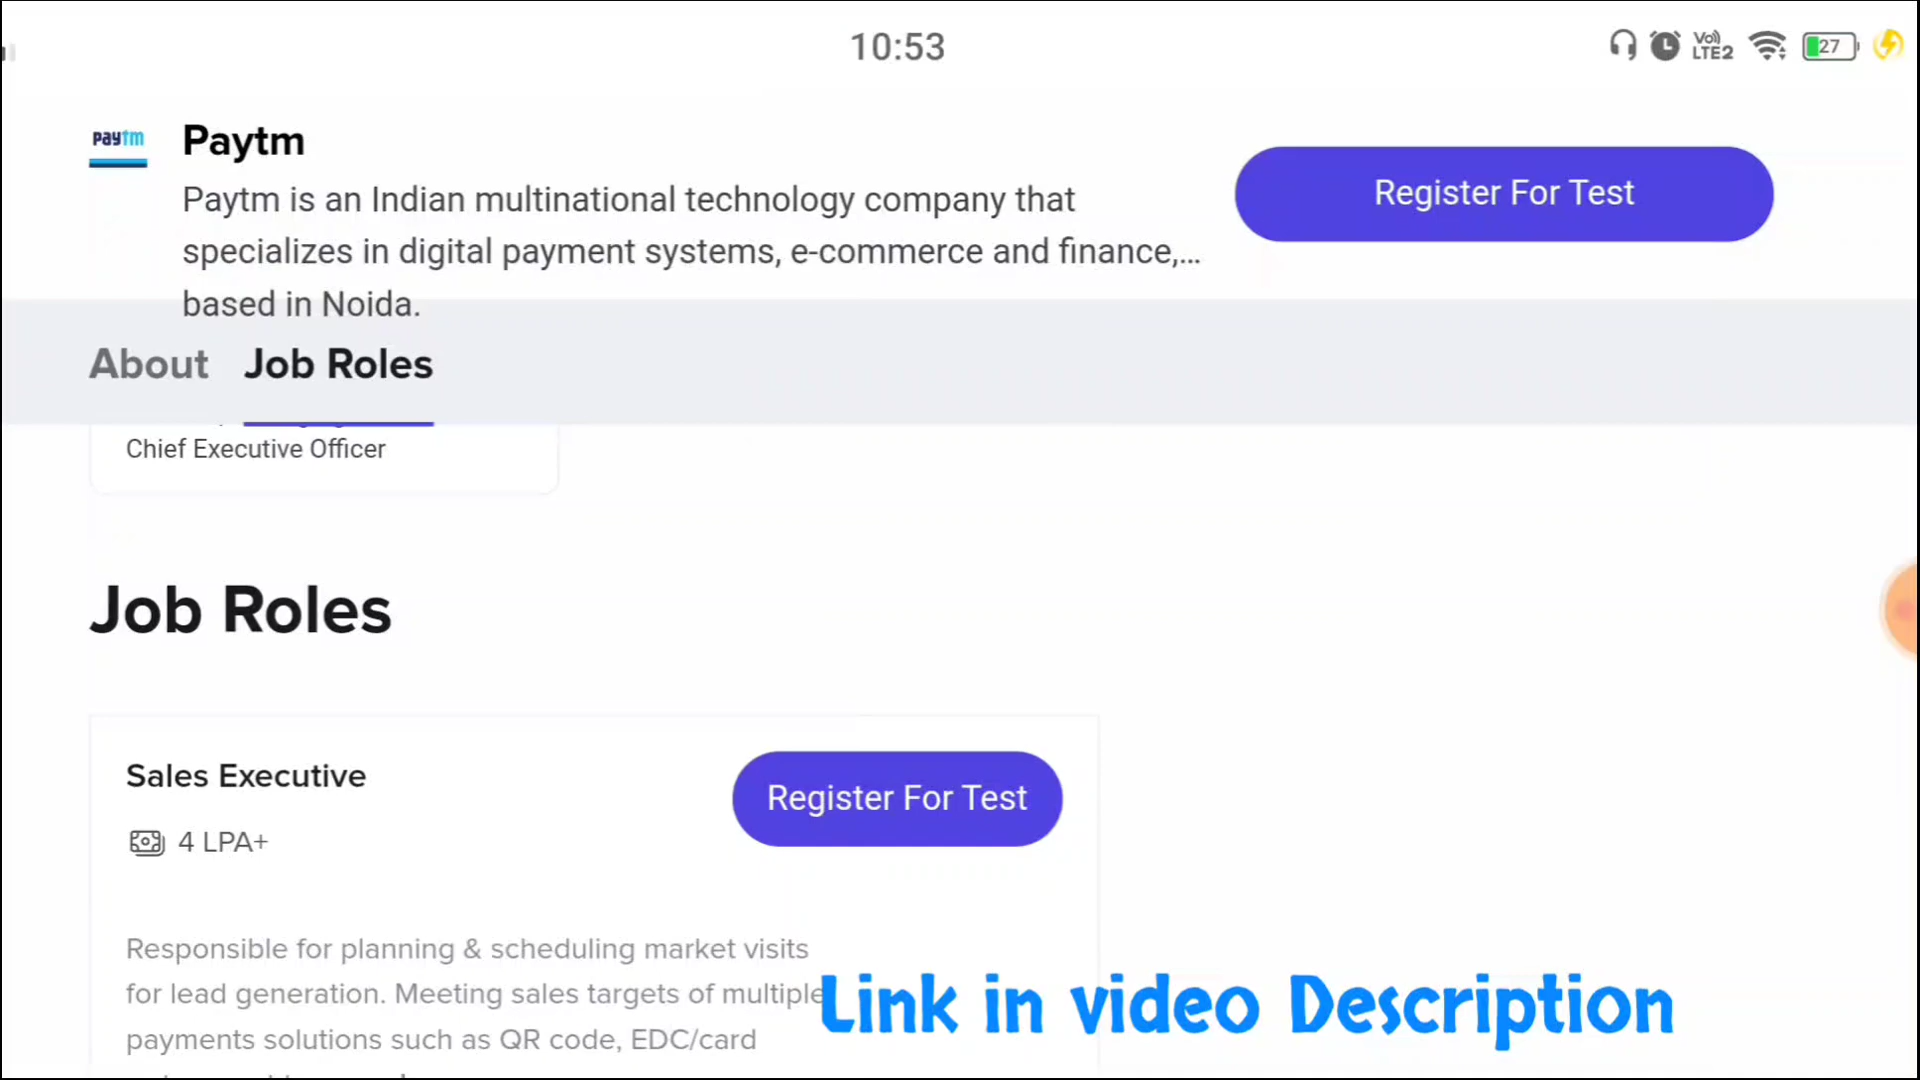 10:53
Vo)) LTE2
27
paytm
Paytm
Paytm is an Indian multinational technology company that
specializes in digital payment systems, e-commerce and finance,...
based in Noida.
Register For Test
About Job Roles
Chief Executive Officer
Job Roles
Sales Executive
Register For Test
4 LPA+
Responsible for planning & scheduling market visits
for lead generation. Meeting sales targets of multiple
payments solutions such as QR code, EDC/card
Link in video Description